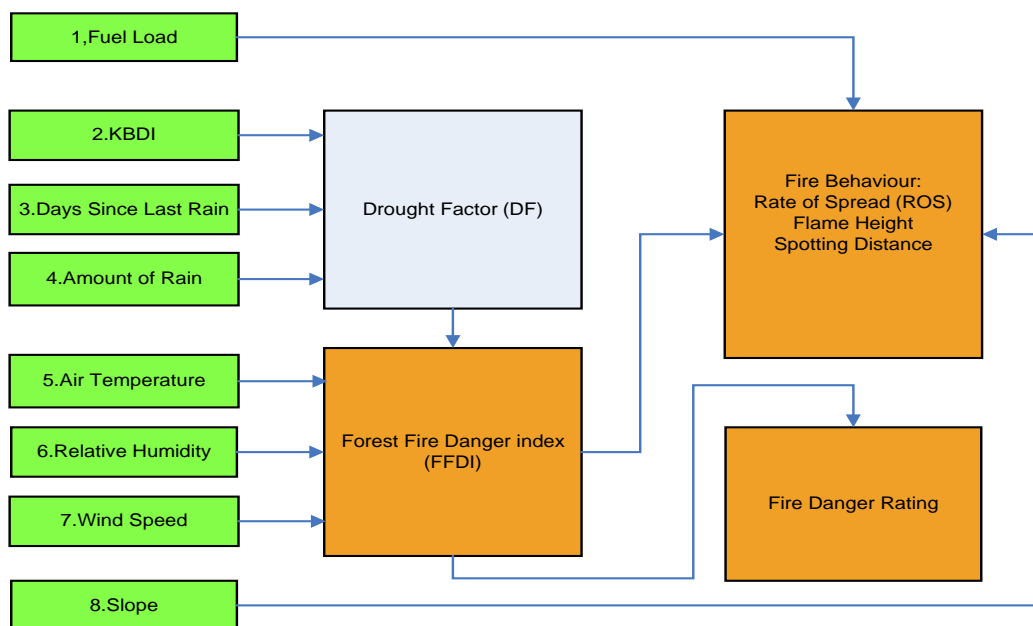 1,Fuel Load
2.KBDI
3.Days Since Last Rain
4.Amount of Rain
Drought Factor (DF)
Fire Behaviour:
Rate of Spread (ROS)
Flame Height
Spotting Distance
5.Air Temperature
6.Relative Humidity
7.Wind Speed
Forest Fire Danger index
(FFDI)
Fire Danger Rating
8.Slope